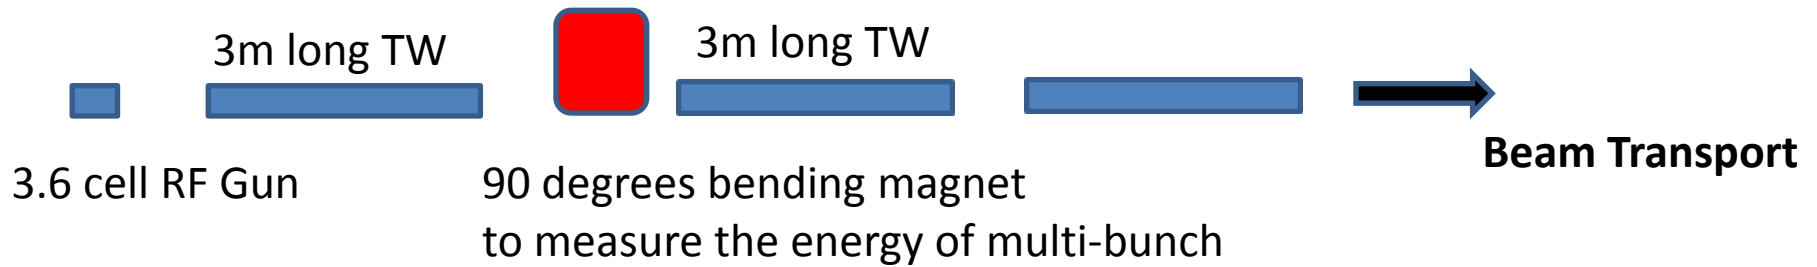 3m long TW
3m long TW
3.6 cell RF Gun
90 degrees bending magnet
to measure the energy of multi-bunch
Beam Transport